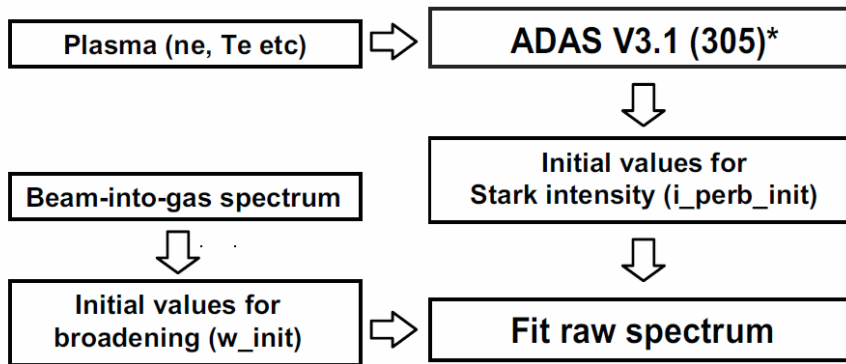 Plasma (ne, Te etc)
ADAS V3.1 (305)*
Initial values for
Stark intensity (i_perb_init)
Beam-into-gas spectrum
Initial values for
broadening (w_init)
Fit raw spectrum